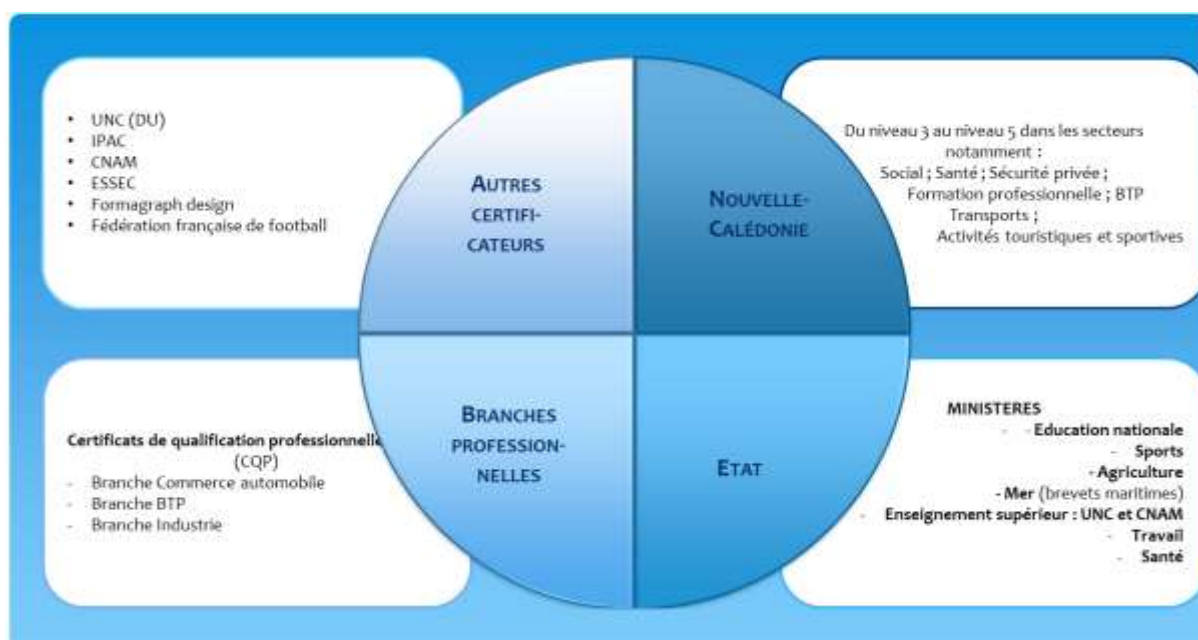 • UNC (DU)
• IPAC
• CNAM
• ESSEC
• Formagraph design
• Fédération française de football
AUTRES
CERTIFI-
CATEURS
NOUVELLE-
CALÉDONIE
Du niveau 3 au niveau 5 dans les secteurs
notamment :
Social ; Santé ; Sécurité privée ;
Formation professionnelle ; BTP
Transports ;
Activités touristiques et sportives
Certificats de qualification professionnelle
(CQP)
- Branche Commerce automobile
- Branche BTP
- Branche Industrie
BRANCHES
PROFESSION-
NELLES
ETAT
MINISTERES
- - Education nationale
- Sports
- Agriculture
- Mer (brevets maritimes)
- Enseignement supérieur : UNC et CNAM
- Travail
- Santé